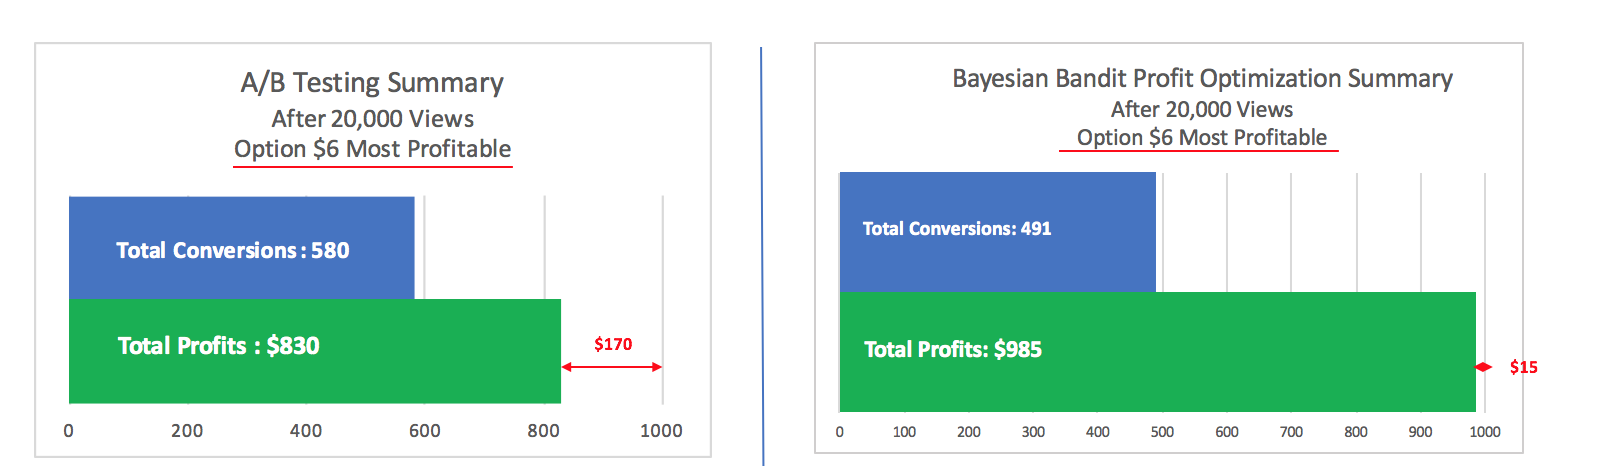 A/B Testing Summary
After 20,000 Views
Option $6 Most Profitable
Total Conversions : 580
Total Profits : $830
$170
0 200 400 600 800 1000
Bayesian Bandit Profit Optimization Summary
After 20,000 Views
Option $6 Most Profitable
Total Conversions: 491
Total Profits: $985
$15
0 100 200 300 400 500 600 700 800 900 1000